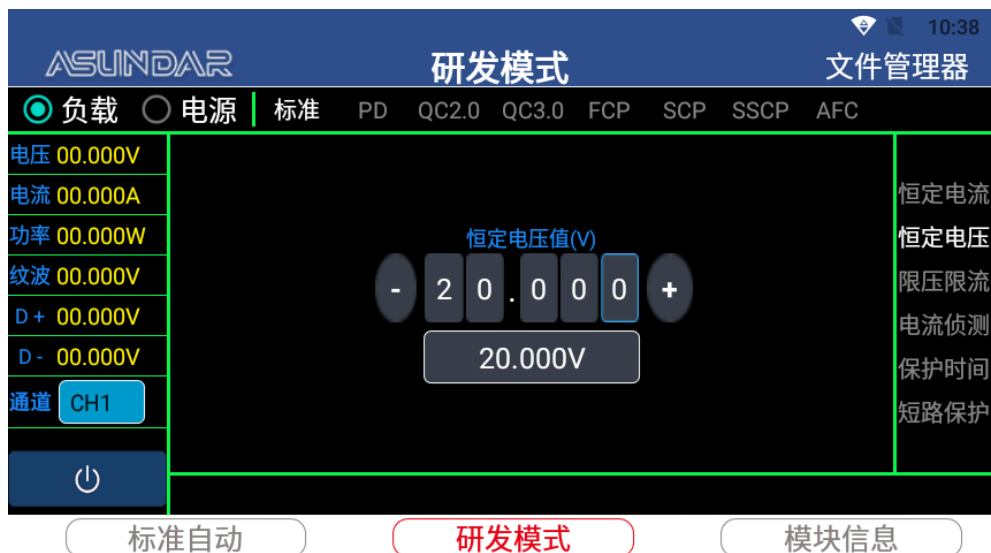 10:38
ASUNDAR 研发模式 文件管理器
负载 电源 标准 PD QC2.0 QC3.0 FCP SCP SSCP AFC
电压 00.000V
电流 00.000A
功率 00.000W
纹波 00.000V
D+ 00.000V
D- 00.000V
通道 CH1
恒定电压值(V)
- 2 0 . 0 0 0 +
20.000V
恒定电流
恒定电压
限压限流
电流侦测
保护时间
短路保护
标准自动 研发模式 模块信息